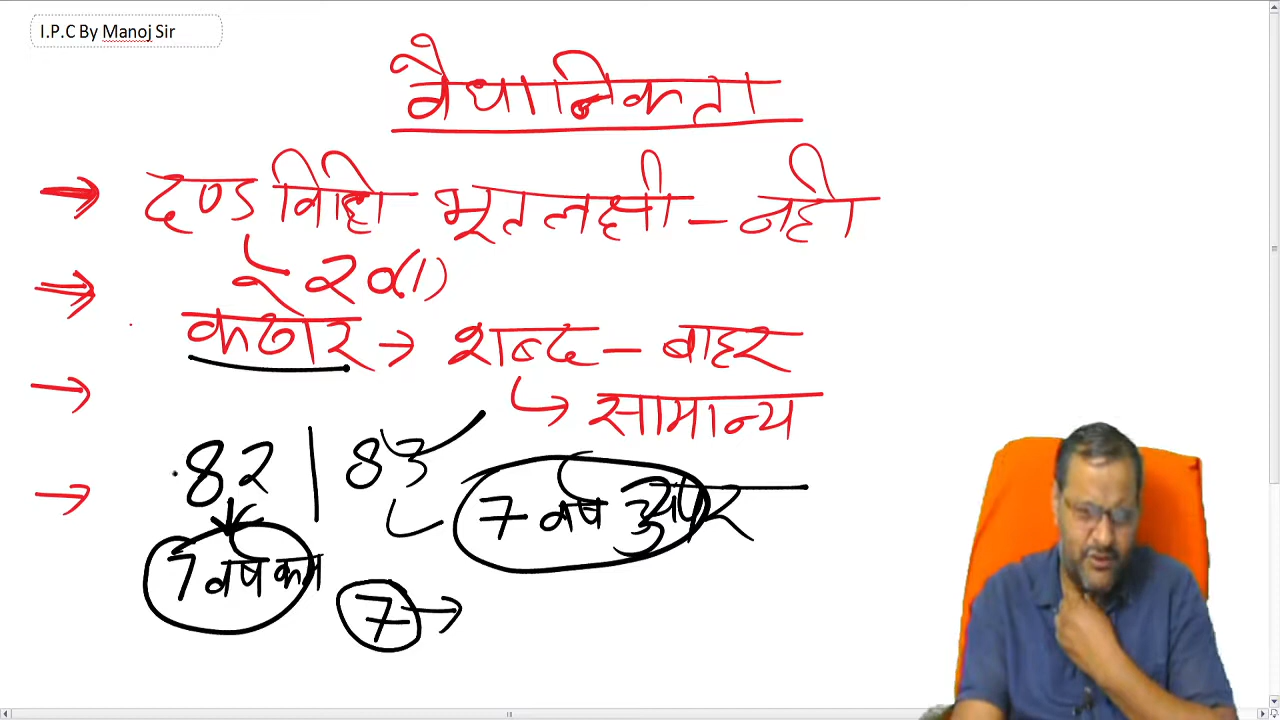 I.P.C By Manoj Sir
वैधानिकता
→ दण्ड विधि भूतलक्षी - नही
→ २०(1)
कठोर → शब्द - बाहर
→ सामान्य
82 | 83
7 वर्ष ऊपर
7 वर्ष कम
7 →